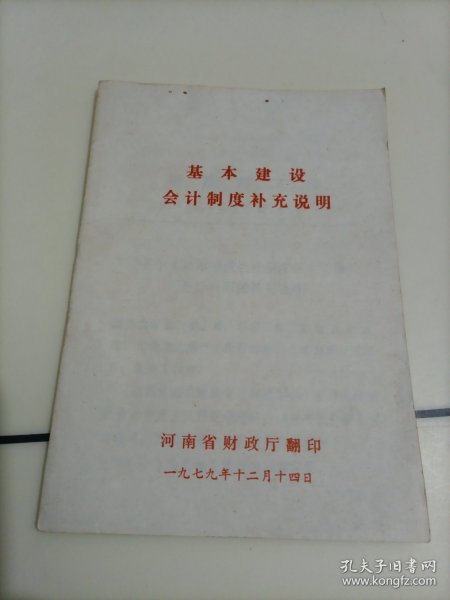 基本建设
会计制度补充说明
河南省财政厅翻印
一九七九年十二月十四日
孔夫子旧书网
www.kongfz.com